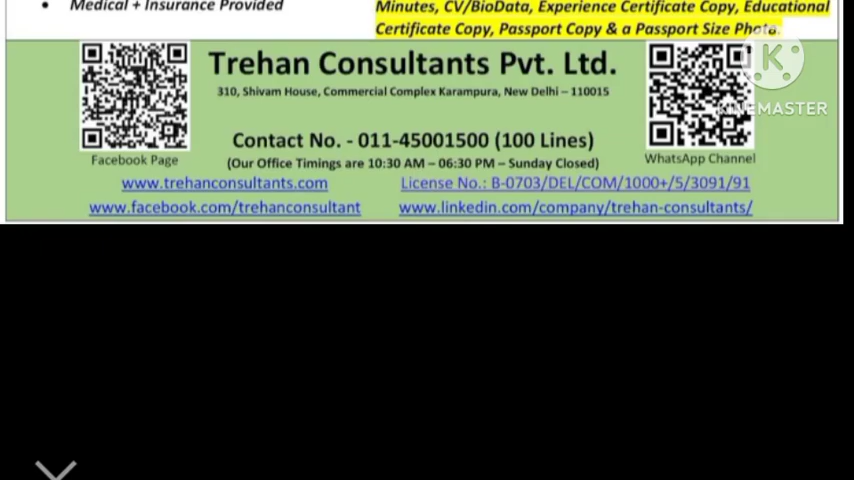 • Medical + Insurance Provided
Minutes, CV/BioData, Experience Certificate Copy, Educational
Certificate Copy, Passport Copy & a Passport Size Photo.
Trehan Consultants Pvt. Ltd.
310, Shivam House, Commercial Complex Karampura, New Delhi – 110015
Contact No. - 011-45001500 (100 Lines)
(Our Office Timings are 10:30 AM – 06:30 PM – Sunday Closed)
Facebook Page
WhatsApp Channel
www.trehanconsultants.com
License No.: B-0703/DEL/COM/1000+/5/3091/91
www.facebook.com/trehanconsultant
www.linkedin.com/company/trehan-consultants/
K
KINEMASTER